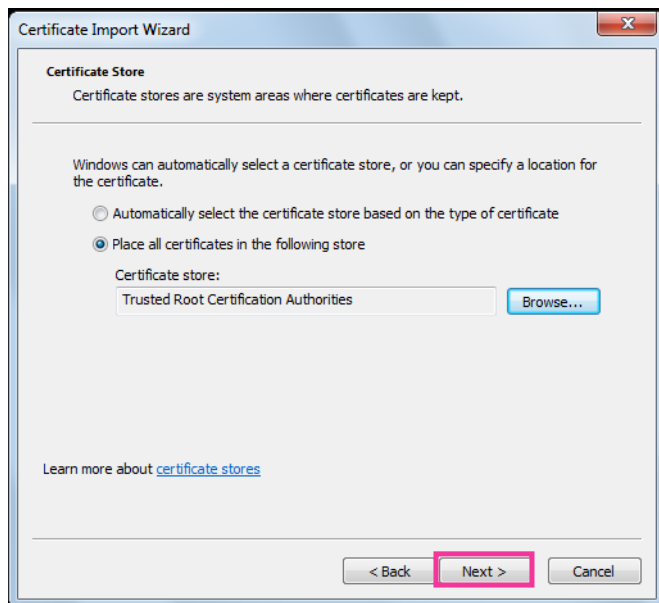 Certificate Import Wizard
Certificate Store
Certificate stores are system areas where certificates are kept.
Windows can automatically select a certificate store, or you can specify a location for
the certificate.
Automatically select the certificate store based on the type of certificate
Place all certificates in the following store
Certificate store:
Trusted Root Certification Authorities
Browse...
Learn more about certificate stores
< Back
Next >
Cancel